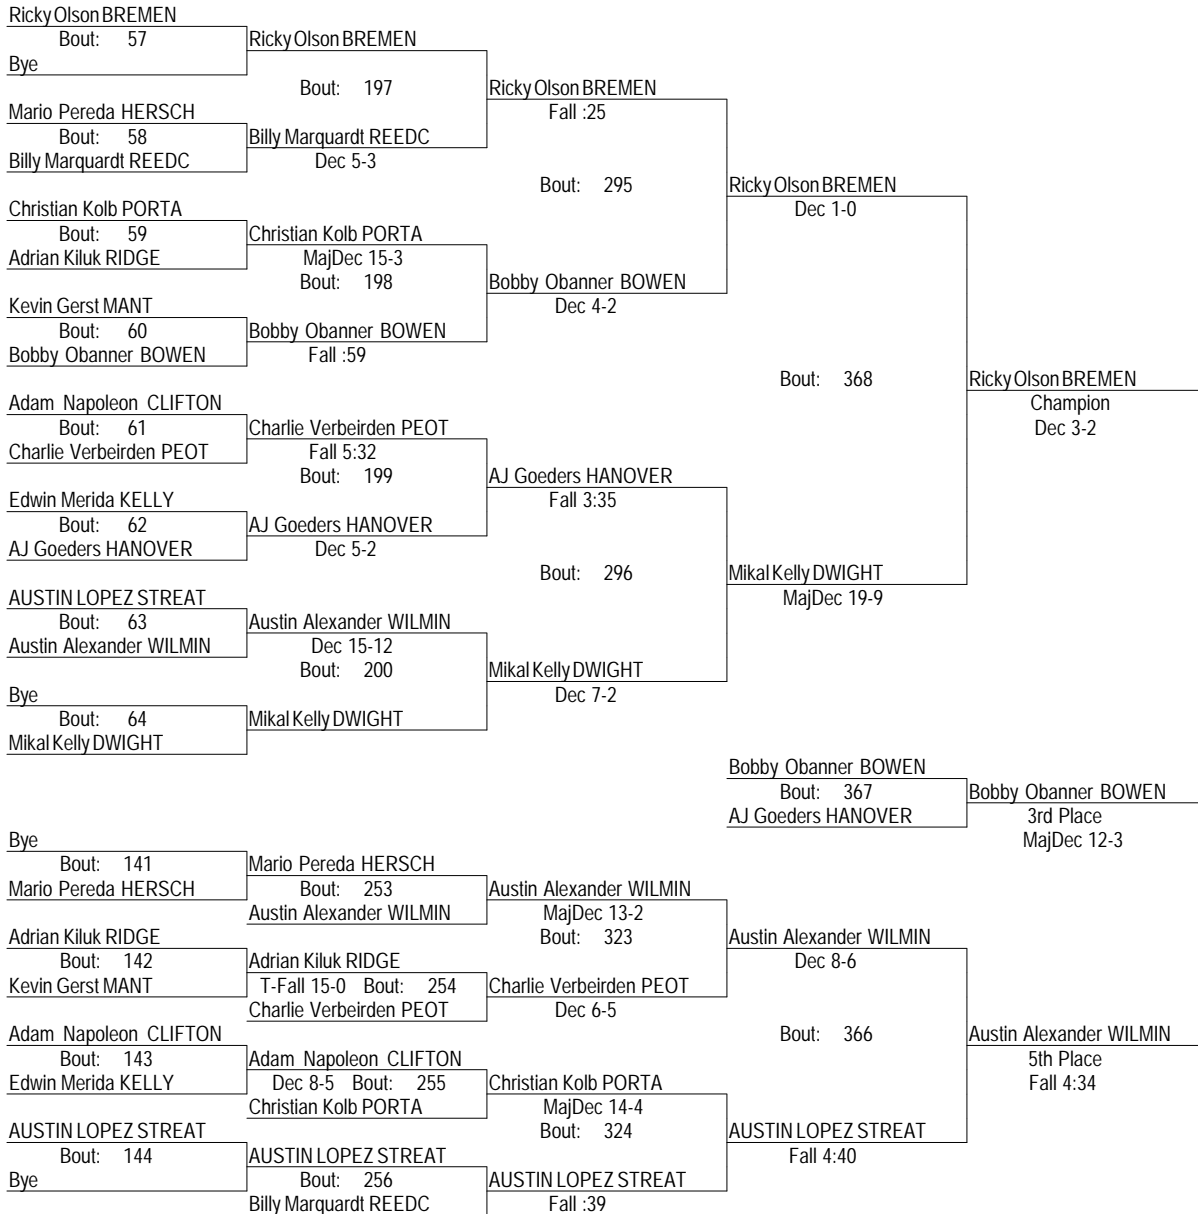 Ricky Olson BREMEN
Bout: 57
Ricky Olson BREMEN
Bye
Bout: 197
Ricky Olson BREMEN
Mario Pereda HERSCH
Fall :25
Bout: 58
Billy Marquardt REEDC
Billy Marquardt REEDC
Dec 5-3
Bout: 295
Ricky Olson BREMEN
Christian Kolb PORTA
Dec 1-0
Bout: 59
Christian Kolb PORTA
Adrian Kiluk RIDGE
MajDec 15-3
Bout: 198
Bobby Obanner BOWEN
Kevin Gerst MANT
Dec 4-2
Bout: 60
Bobby Obanner BOWEN
Bobby Obanner BOWEN
Fall :59
Bout: 368
Ricky Olson BREMEN
Adam Napoleon CLIFTON
Champion
Bout: 61
Charlie Verbeirden PEOT
Dec 3-2
Charlie Verbeirden PEOT
Fall 5:32
Bout: 199
AJ Goeders HANOVER
Edwin Merida KELLY
Fall 3:35
Bout: 62
AJ Goeders HANOVER
AJ Goeders HANOVER
Dec 5-2
Bout: 296
Mikal Kelly DWIGHT
AUSTIN LOPEZ STREAT
MajDec 19-9
Bout: 63
Austin Alexander WILMIN
Austin Alexander WILMIN
Dec 15-12
Bout: 200
Mikal Kelly DWIGHT
Bye
Dec 7-2
Bout: 64
Mikal Kelly DWIGHT
Mikal Kelly DWIGHT
Bobby Obanner BOWEN
Bout: 367
Bobby Obanner BOWEN
AJ Goeders HANOVER
3rd Place
MajDec 12-3
Bye
Bout: 141
Mario Pereda HERSCH
Mario Pereda HERSCH
Bout: 253
Austin Alexander WILMIN
Austin Alexander WILMIN
MajDec 13-2
Adrian Kiluk RIDGE
Bout: 323
Austin Alexander WILMIN
Bout: 142
Adrian Kiluk RIDGE
Dec 8-6
Kevin Gerst MANT
T-Fall 15-0 Bout: 254
Charlie Verbeirden PEOT
Charlie Verbeirden PEOT
Dec 6-5
Adam Napoleon CLIFTON
Bout: 366
Austin Alexander WILMIN
Bout: 143
Adam Napoleon CLIFTON
5th Place
Edwin Merida KELLY
Dec 8-5 Bout: 255
Christian Kolb PORTA
Fall 4:34
Christian Kolb PORTA
MajDec 14-4
AUSTIN LOPEZ STREAT
Bout: 324
AUSTIN LOPEZ STREAT
Bout: 144
AUSTIN LOPEZ STREAT
Fall 4:40
Bye
Bout: 256
AUSTIN LOPEZ STREAT
Billy Marquardt REEDC
Fall :39